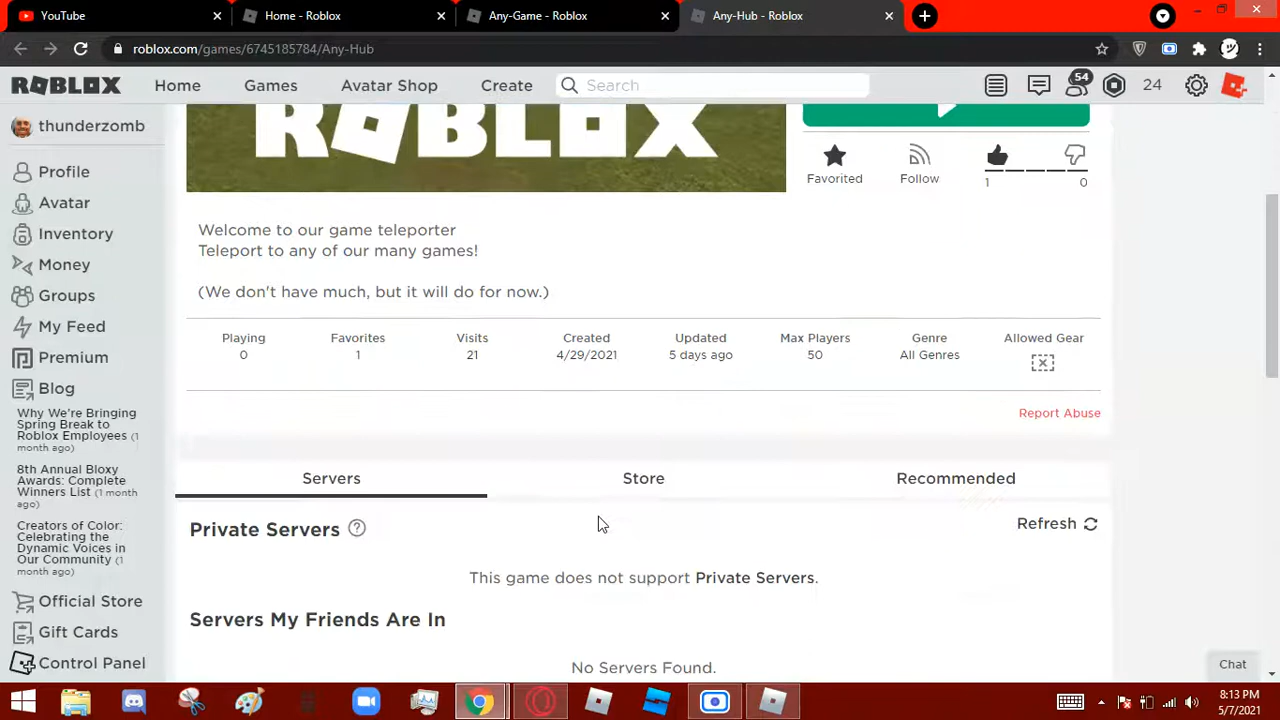 YouTube
Home - Roblox
Any-Game - Roblox
Any-Hub - Roblox
roblox.com/games/6745185784/Any-Hub
ROBLOX
Home
Games
Avatar Shop
Create
Search
54
24
thunderzomb
Profile
Avatar
Inventory
Money
Groups
My Feed
Premium
Blog
Why We're Bringing
Spring Break to
Roblox Employees (1
month ago)
8th Annual Bloxy
Awards: Complete
Winners List (1 month
ago)
Creators of Color:
Celebrating the
Dynamic Voices in
Our Community (1
month ago)
Official Store
Gift Cards
Control Panel
ROBLOX
Favorited
Follow
1
0
Welcome to our game teleporter
Teleport to any of our many games!
(We don't have much, but it will do for now.)
Playing
0
Favorites
1
Visits
21
Created
4/29/2021
Updated
5 days ago
Max Players
50
Genre
All Genres
Allowed Gear
Report Abuse
Servers
Store
Recommended
Private Servers
Refresh
This game does not support Private Servers.
Servers My Friends Are In
No Servers Found.
Chat
8:13 PM
5/7/2021